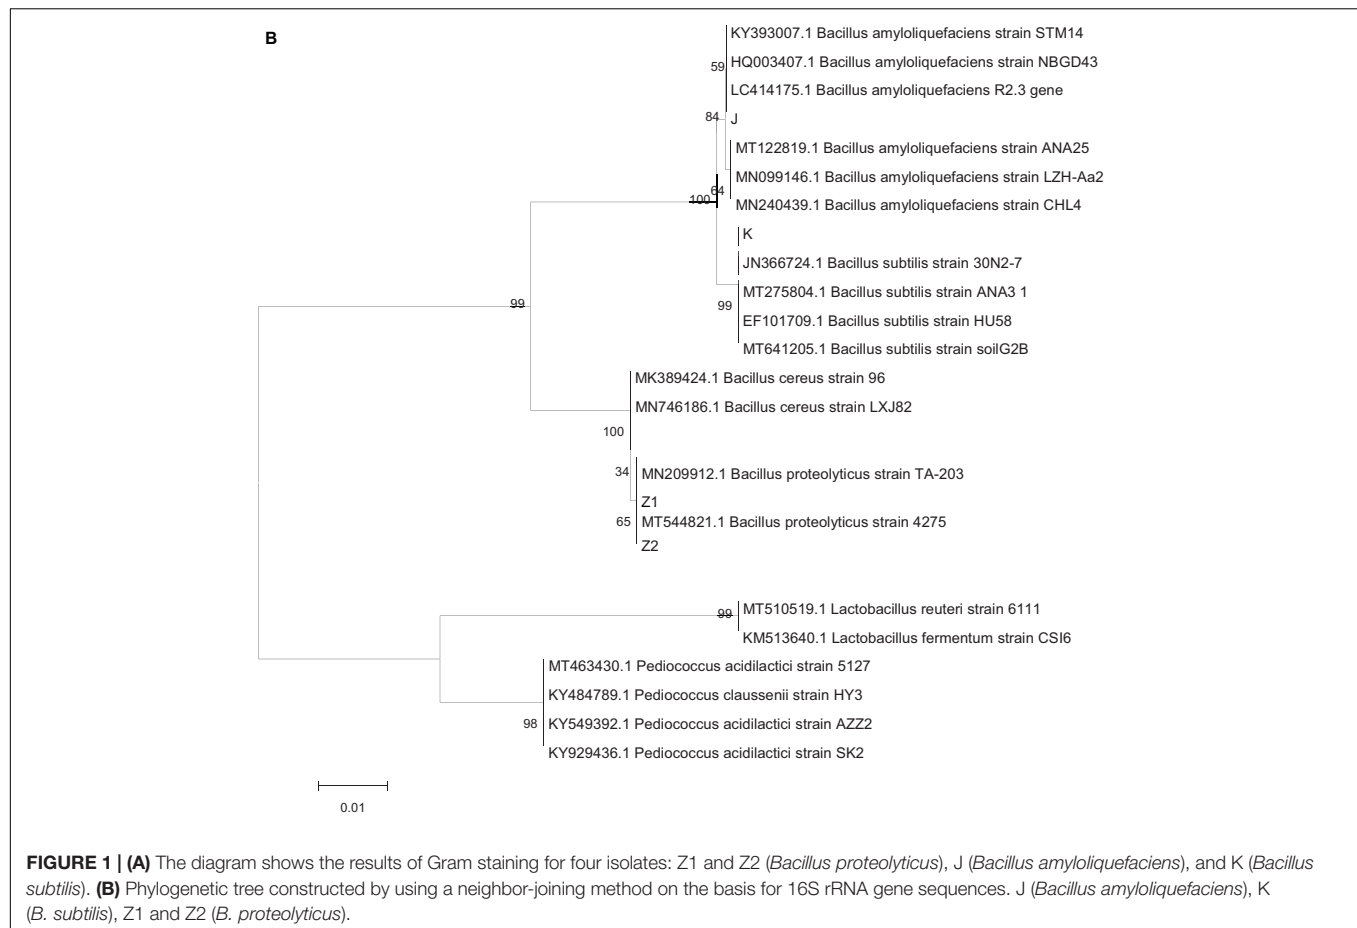 B
KY393007.1 Bacillus amyloliquefaciens strain STM14
59
HQ003407.1 Bacillus amyloliquefaciens strain NBGD43
LC414175.1 Bacillus amyloliquefaciens R2.3 gene
84
J
MT122819.1 Bacillus amyloliquefaciens strain ANA25
MN099146.1 Bacillus amyloliquefaciens strain LZH-Aa2
64
100
MN240439.1 Bacillus amyloliquefaciens strain CHL4
K
JN366724.1 Bacillus subtilis strain 30N2-7
MT275804.1 Bacillus subtilis strain ANA3 1
99
99
EF101709.1 Bacillus subtilis strain HU58
MT641205.1 Bacillus subtilis strain soilG2B
MK389424.1 Bacillus cereus strain 96
MN746186.1 Bacillus cereus strain LXJ82
100
34
MN209912.1 Bacillus proteolyticus strain TA-203
Z1
65
MT544821.1 Bacillus proteolyticus strain 4275
Z2
99
MT510519.1 Lactobacillus reuteri strain 6111
KM513640.1 Lactobacillus fermentum strain CSI6
MT463430.1 Pediococcus acidilactici strain 5127
KY484789.1 Pediococcus claussenii strain HY3
98
KY549392.1 Pediococcus acidilactici strain AZZ2
KY929436.1 Pediococcus acidilactici strain SK2
0.01
FIGURE 1 | (A) The diagram shows the results of Gram staining for four isolates: Z1 and Z2 (Bacillus proteolyticus), J (Bacillus amyloliquefaciens), and K (Bacillus
subtilis). (B) Phylogenetic tree constructed by using a neighbor-joining method on the basis for 16S rRNA gene sequences. J (Bacillus amyloliquefaciens), K
(B. subtilis), Z1 and Z2 (B. proteolyticus).